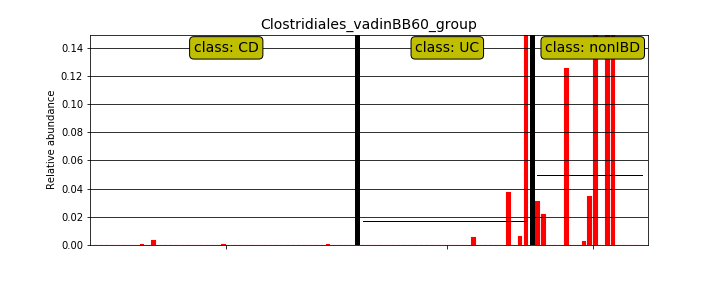 Clostridiales_vadinBB60_group
class: CD
class: UC
class: nonIBD
Relative abundance
0.14
0.12
0.10
0.08
0.06
0.04
0.02
0.00